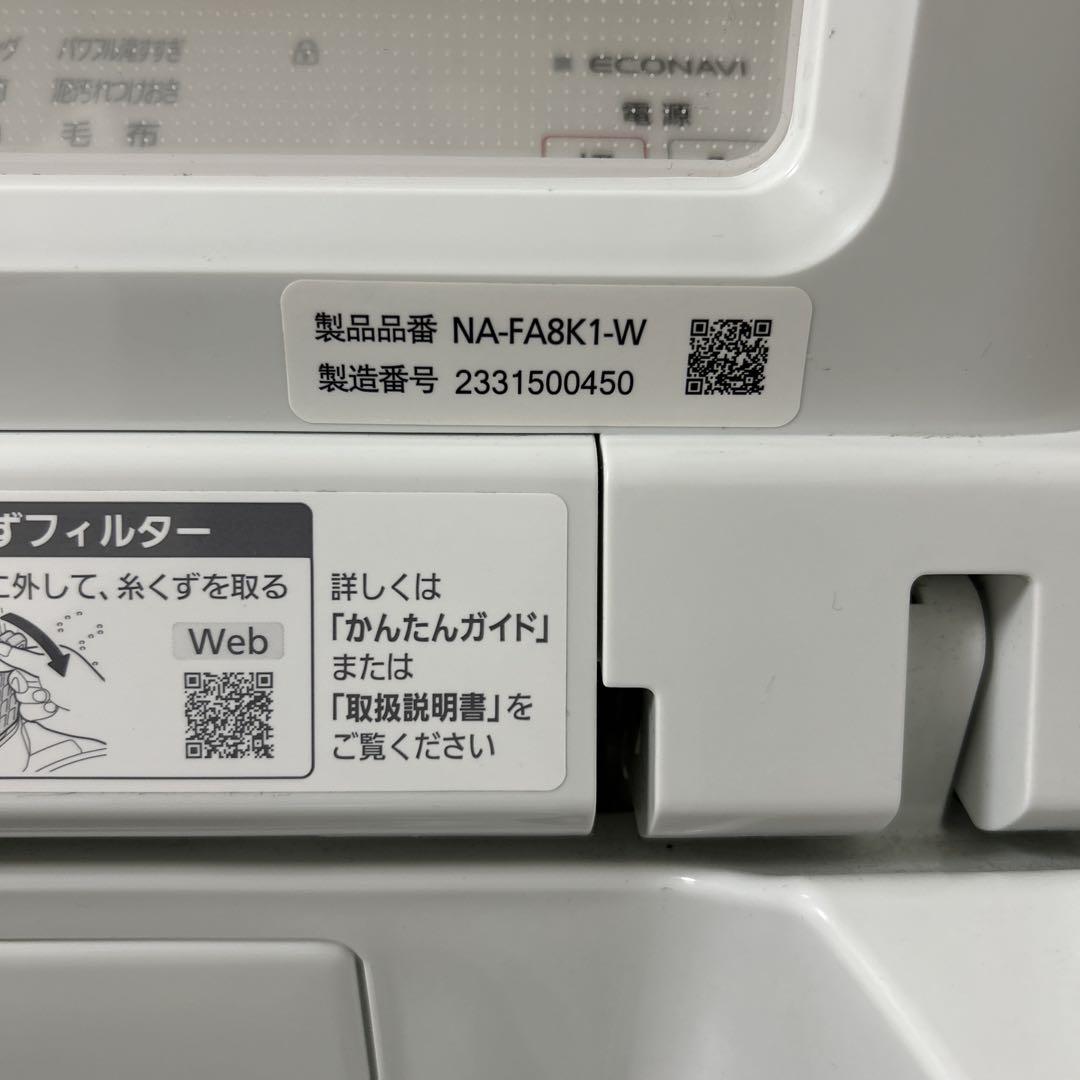 パワフル滝すすぎ
毛布
ECONAVI
電源
製品品番 NA-FA8K1-W
製造番号 2331500450
ずフィルター
に外して、糸くずを取る
Web
詳しくは
「かんたんガイド」
または
「取扱説明書」を
ご覧ください